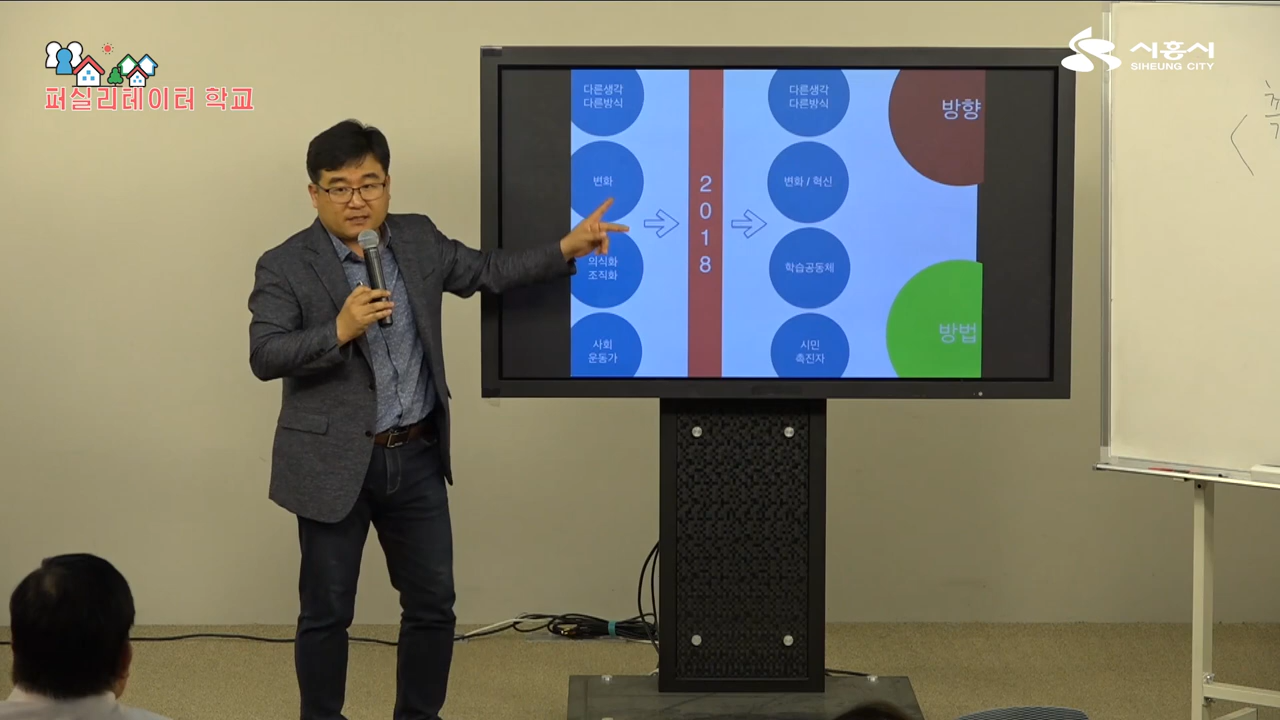 퍼실리테이터 학교
시흥시
SIHEUNG CITY
다른생각
다른방식
변화
의식화
조직화
사회
운동가
2
0
1
8
다른생각
다른방식
변화 / 혁신
학습공동체
시민
촉진자
방향
방법